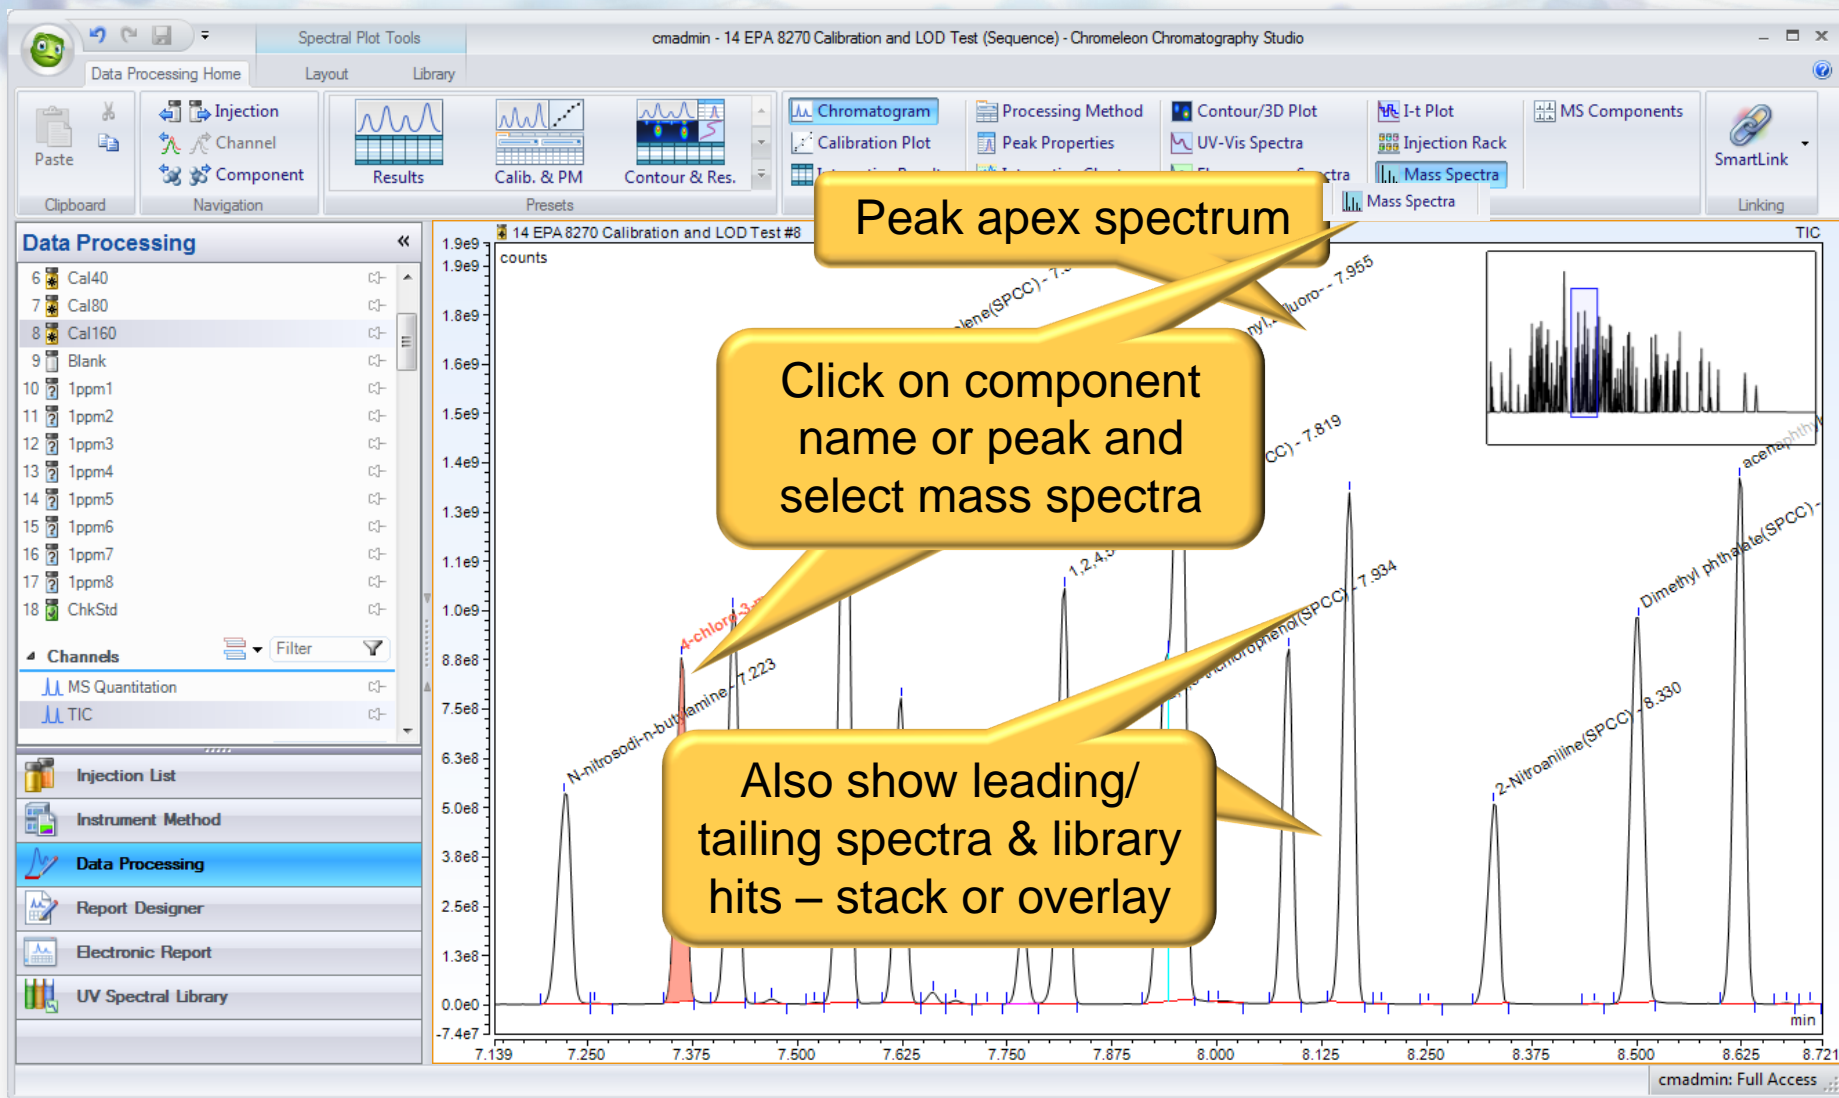 Spectral Plot Tools
cmadmin - 14 EPA 8270 Calibration and LOD Test (Sequence) - Chromeleon Chromatography Studio
Data Processing Home
Layout
Library
Paste
Clipboard
Injection
Channel
Component
Navigation
Results
Calib. & PM
Contour & Res.
Presets
Chromatogram
Calibration Plot
Processing Method
Peak Properties
Contour/3D Plot
UV-Vis Spectra
I-t Plot
Injection Rack
Mass Spectra
MS Components
Mass Spectra
SmartLink
Linking
Peak apex spectrum
Click on component
name or peak and
select mass spectra
Also show leading/
tailing spectra & library
hits – stack or overlay
Data Processing
6 Cal40
7 Cal80
8 Cal160
9 Blank
10 1ppm1
11 1ppm2
12 1ppm3
13 1ppm4
14 1ppm5
15 1ppm6
16 1ppm7
17 1ppm8
18 ChkStd
Channels
Filter
MS Quantitation
TIC
Injection List
Instrument Method
Data Processing
Report Designer
Electronic Report
UV Spectral Library
14 EPA 8270 Calibration and LOD Test #8
TIC
counts
1.9e9
1.9e9
1.8e9
1.6e9
1.5e9
1.4e9
1.3e9
1.1e9
1.0e9
8.8e8
7.5e8
6.3e8
5.0e8
3.8e8
2.5e8
1.3e8
0.0e0
-7.4e7
N-nitrosodi-n-butylamine - 7.223
7.819
7.955
7.934
2-Nitroaniline(SPCC) - 8.330
Dimethyl phthalate(SPCC) -
min
7.139 7.250 7.375 7.500 7.625 7.750 7.875 8.000 8.125 8.250 8.375 8.500 8.625 8.721
cmadmin: Full Access